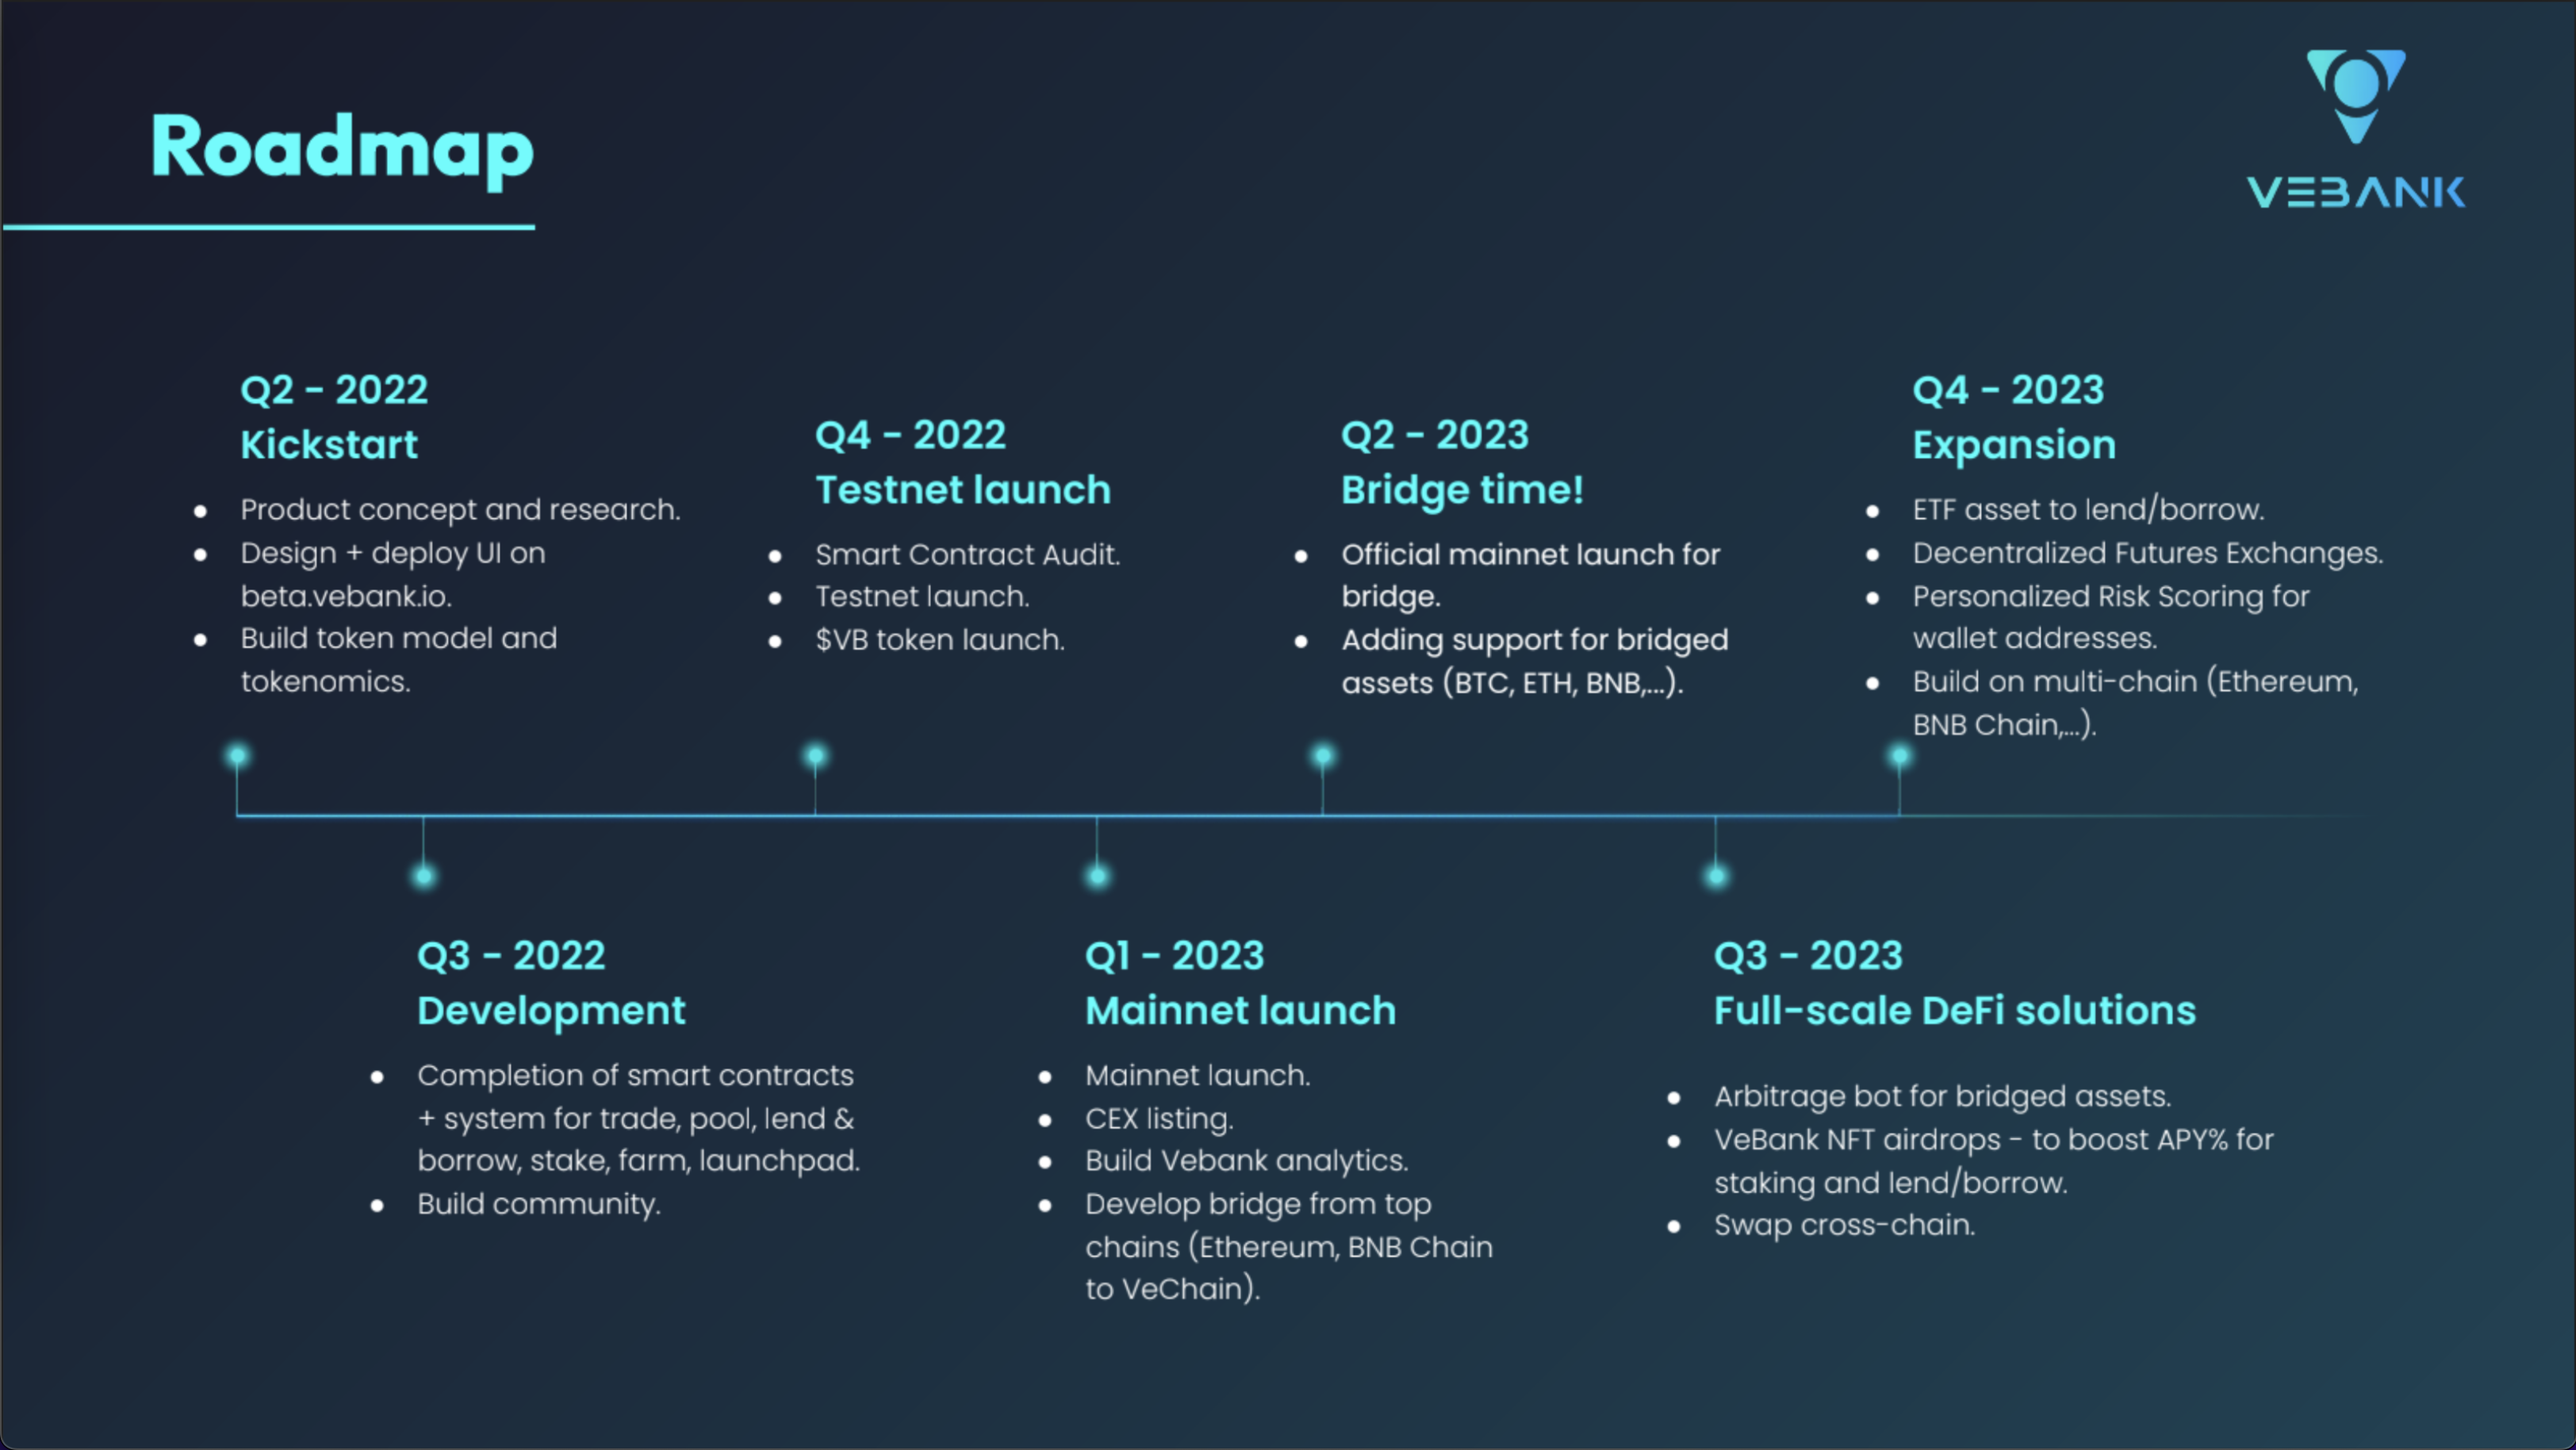 Roadmap
VEBANK
Q2 - 2022
Kickstart
● Product concept and research.
● Design + deploy UI on
beta.vebank.io.
● Build token model and
tokenomics.
Q4 - 2022
Testnet launch
● Smart Contract Audit.
● Testnet launch.
● $VB token launch.
Q2 - 2023
Bridge time!
● Official mainnet launch for
bridge.
● Adding support for bridged
assets (BTC, ETH, BNB,...).
Q4 - 2023
Expansion
● ETF asset to lend/borrow.
● Decentralized Futures Exchanges.
● Personalized Risk Scoring for
wallet addresses.
● Build on multi-chain (Ethereum,
BNB Chain,...).
Q3 - 2022
Development
● Completion of smart contracts
+ system for trade, pool, lend &
borrow, stake, farm, launchpad.
● Build community.
Q1 - 2023
Mainnet launch
● Mainnet launch.
● CEX listing.
● Build Vebank analytics.
● Develop bridge from top
chains (Ethereum, BNB Chain
to VeChain).
Q3 - 2023
Full-scale DeFi solutions
● Arbitrage bot for bridged assets.
● VeBank NFT airdrops - to boost APY% for
staking and lend/borrow.
● Swap cross-chain.